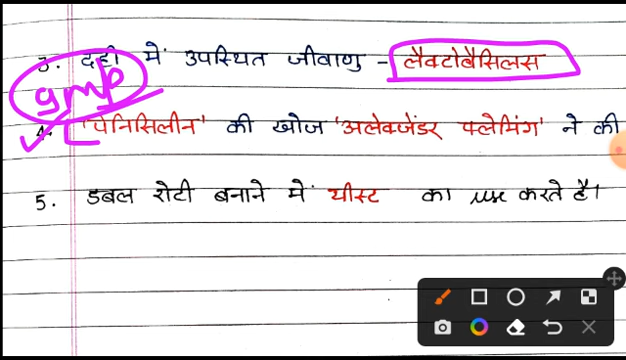 3. दही में उपस्थित जीवाणु - लैक्टोबैसिलस
gmp
4. 'पेनिसिलीन' की खोज 'अलेक्जेंडर फ्लेमिंग' ने की
5. डबल रोटी बनाने में यीस्ट का use करते है।